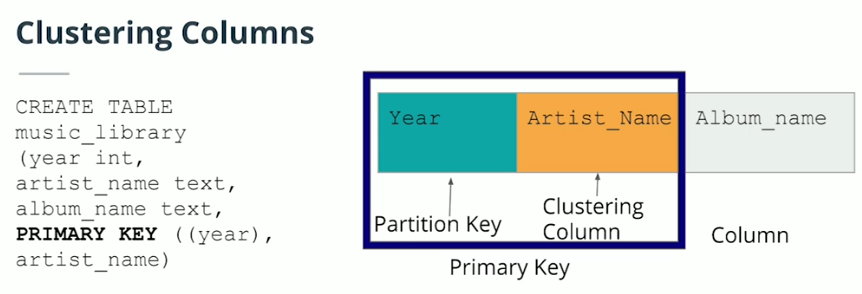 Clustering Columns
CREATE TABLE
music_library
(year int,
artist_name text,
album_name text,
PRIMARY KEY ((year),
artist_name)
Year
Artist_Name
Album_name
Partition Key
Clustering
Column
Column
Primary Key